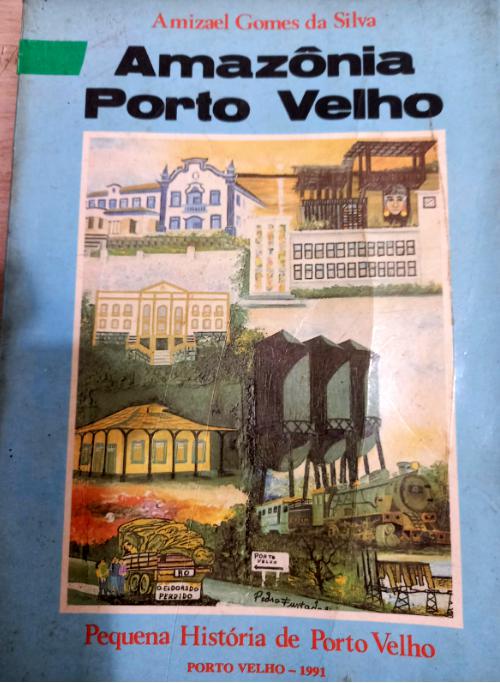 Amizael Gomes da Silva
Amazônia
Porto Velho
PORTO
VELHO
RO
O ELDORADO
PERDIDO
Pequena História de Porto Velho
PORTO VELHO - 1991